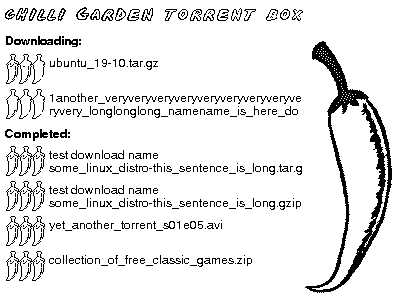 CHILLI GARDEN TORRENT BOX
Downloading:
ubuntu_19-10.tar.gz
1another_veryveryveryveryveryveryveryveryve
ryvery_longlonglong_namename_is_here_do
Completed:
test download name
some_linux_distro-this_sentence_is_long.tar.g
test download name
some_linux_distro-this_sentence_is_long.gzip
yet_another_torrent_s01e05.avi
collection_of_free_classic_games.zip